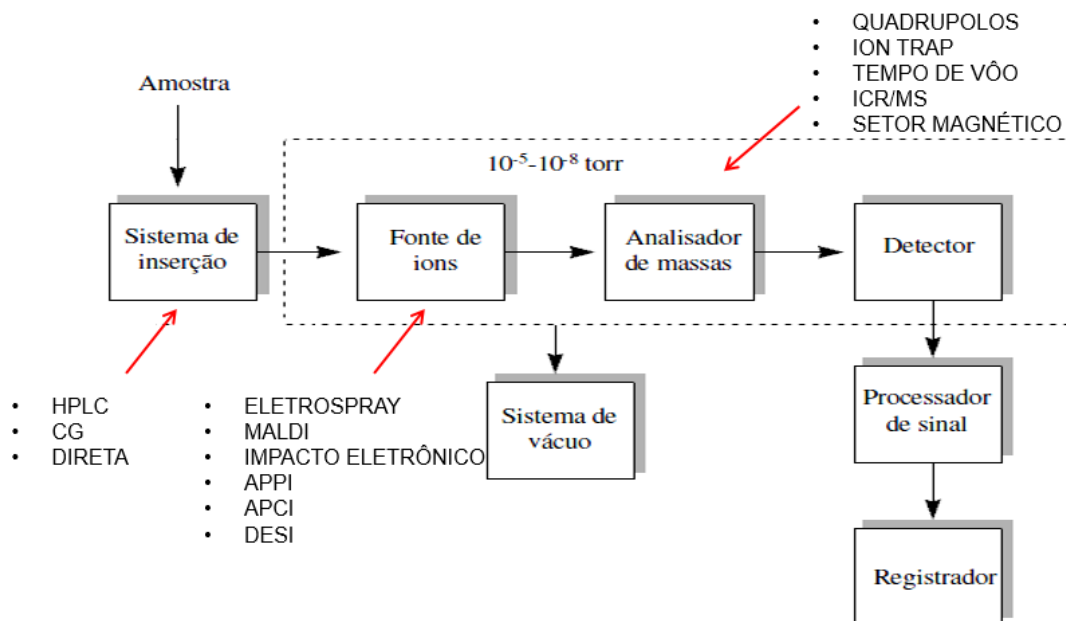 • QUADRUPOLOS
• ION TRAP
• TEMPO DE VÔO
• ICR/MS
• SETOR MAGNÉTICO
Amostra
10-5-10-8 torr
Sistema de
inserção
Fonte de
ions
Analisador
de massas
Detector
• HPLC
• CG
• DIRETA
• ELETROSPRAY
• MALDI
• IMPACTO ELETRÔNICO
• APPI
• APCI
• DESI
Sistema de
vácuo
Processador
de sinal
Registrador